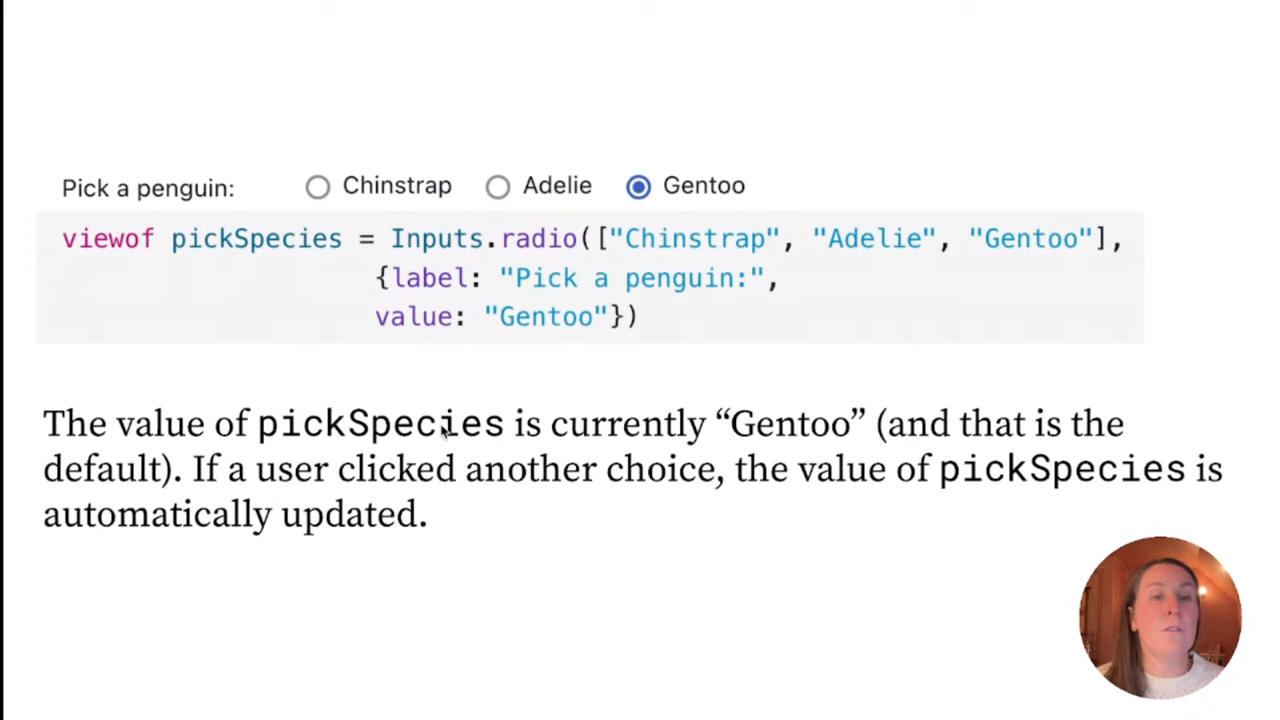 Pick a penguin: Chinstrap Adelie Gentoo
viewof pickSpecies = Inputs.radio(["Chinstrap", "Adelie", "Gentoo"],
{label: "Pick a penguin:",
value: "Gentoo"})
The value of pickSpecies is currently “Gentoo” (and that is the
default). If a user clicked another choice, the value of pickSpecies is
automatically updated.